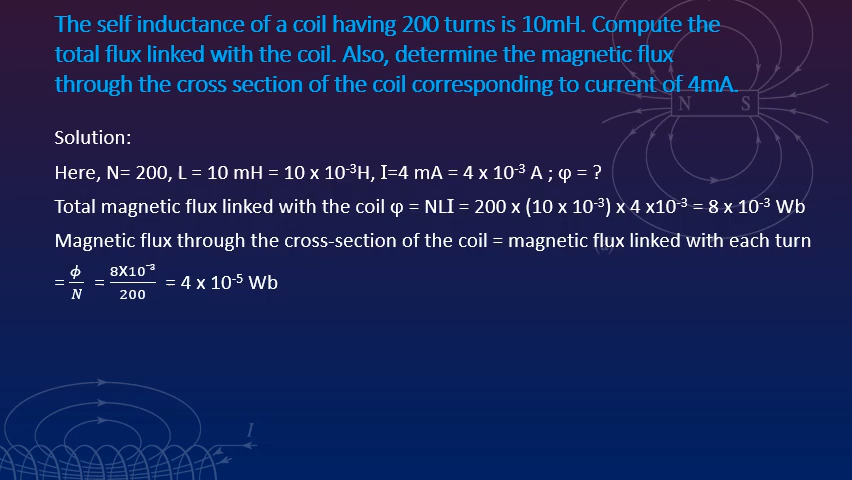 The self inductance of a coil having 200 turns is 10mH. Compute the
total flux linked with the coil. Also, determine the magnetic flux
through the cross section of the coil corresponding to current of 4mA.
N S
Solution:
Here, N= 200, L = 10 mH = 10 x 10⁻³H, I=4 mA = 4 x 10⁻³ A ; φ = ?
Total magnetic flux linked with the coil φ = NLI = 200 x (10 x 10⁻³) x 4 x10⁻³ = 8 x 10⁻³ Wb
Magnetic flux through the cross-section of the coil = magnetic flux linked with each turn
= ϕ/N = 8X10⁻³/200 = 4 x 10⁻⁵ Wb
I